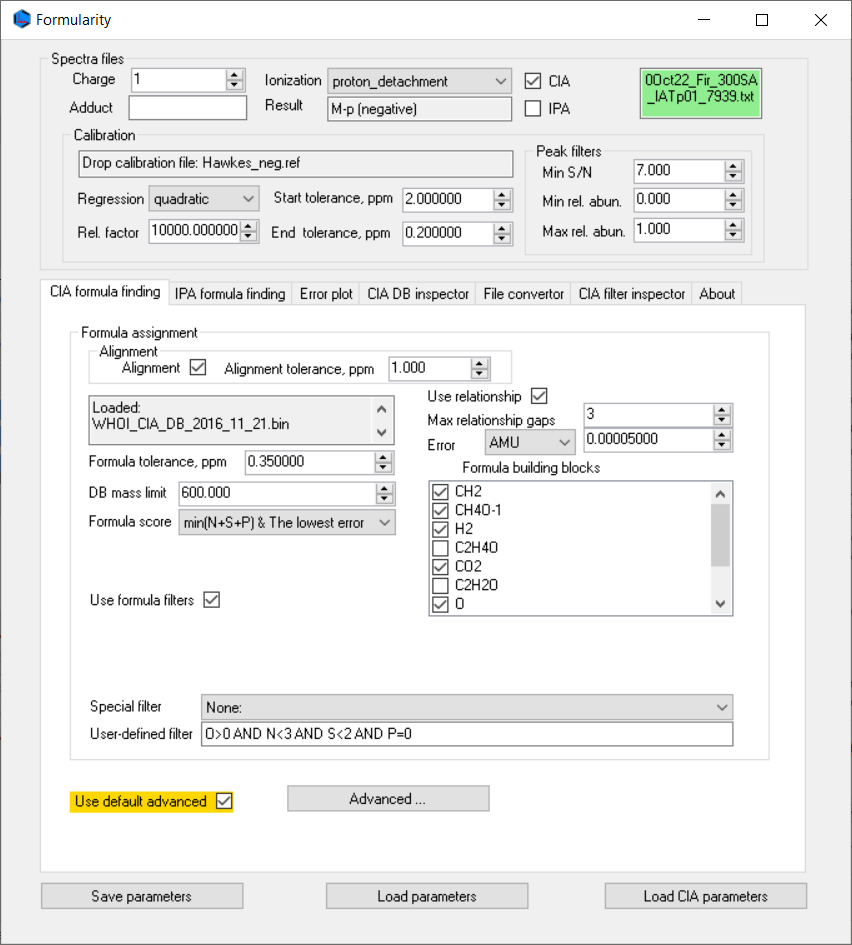 Formularity
Spectra files
Charge 1 Ionization proton_detachment CIA
Adduct Result M-p (negative) IPA
0Oct22_Fir_300SA
_IATp01_7939.txt
Calibration
Drop calibration file: Hawkes_neg.ref
Regression quadratic Start tolerance, ppm 2.000000
Rel. factor 10000.000000 End tolerance, ppm 0.200000
Peak filters
Min S/N 7.000
Min rel. abun. 0.000
Max rel. abun. 1.000
CIA formula finding IPA formula finding Error plot CIA DB inspector File convertor CIA filter inspector About
Formula assignment
Alignment
Alignment Alignment tolerance, ppm 1.000
Loaded:
WHOI_CIA_DB_2016_11_21.bin
Formula tolerance, ppm 0.350000
DB mass limit 600.000
Formula score min(N+S+P) & The lowest error
Use formula filters
Use relationship
Max relationship gaps 3
Error AMU 0.00005000
Formula building blocks
CH2
CH4O-1
H2
C2H4O
CO2
C2H2O
O
Special filter None:
User-defined filter O>0 AND N<3 AND S<2 AND P=0
Use default advanced Advanced ...
Save parameters Load parameters Load CIA parameters